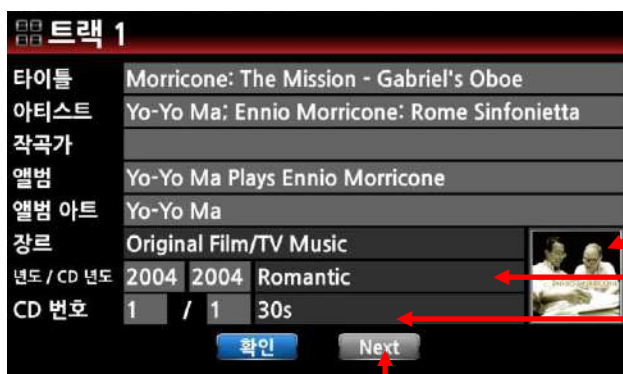 트랙 1
타이틀 Morricone: The Mission - Gabriel's Oboe
아티스트 Yo-Yo Ma; Ennio Morricone: Rome Sinfonietta
작곡가
앨범 Yo-Yo Ma Plays Ennio Morricone
앨범 아트 Yo-Yo Ma
장르 Original Film/TV Music
년도 / CD 년도 2004 2004 Romantic
CD 번호 1 / 1 30s
확인 Next